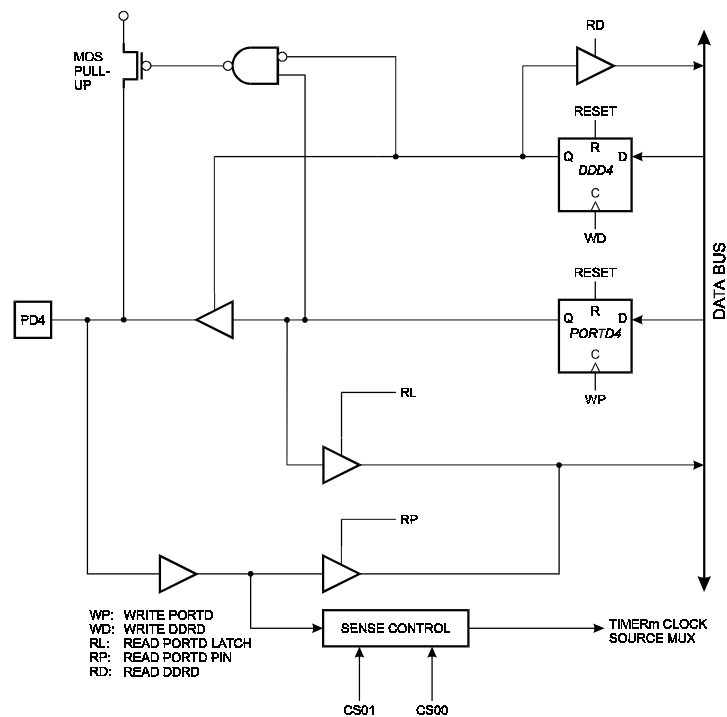 RD
MOS
PULL-
UP
RESET
R
Q
D
DDD4
C
WD
DATA BUS
RESET
R
PD4
Q
D
PORTD4
C
WP
RL
RP
WP: WRITE PORTD
WD: WRITE DDRD
RL: READ PORTD LATCH
RP: READ PORTD PIN
RD: READ DDRD
SENSE CONTROL
TIMERm CLOCK
SOURCE MUX
CS01
CS00